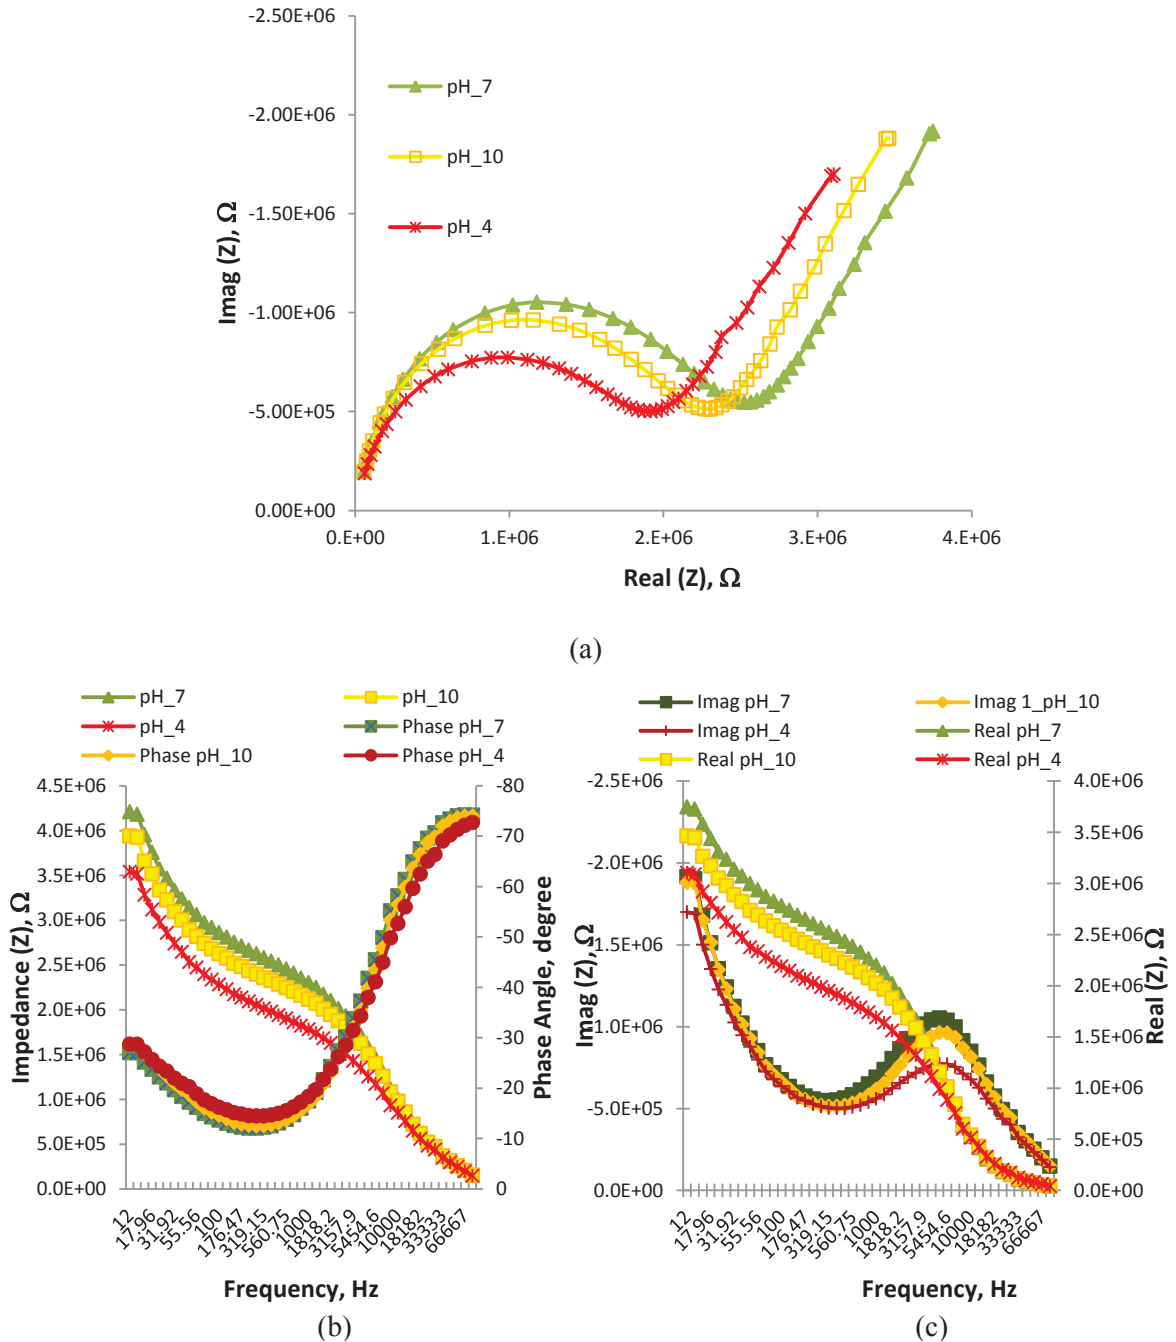 -2.50E+06
-2.00E+06
-1.50E+06
-1.00E+06
-5.00E+05
0.00E+00
Imag (Z), Ω
pH_7
pH_10
pH_4
0.E+00
1.E+06
2.E+06
3.E+06
4.E+06
Real (Z), Ω
(a)
pH_7
pH_10
pH_4
Phase pH_7
Phase pH_10
Phase pH_4
4.5E+06
4.0E+06
3.5E+06
3.0E+06
2.5E+06
2.0E+06
1.5E+06
1.0E+06
5.0E+05
0.0E+00
Impedance (Z), Ω
-80
-70
-60
-50
-40
-30
-20
-10
0
Phase Angle, degree
12
17.96
31.92
55.56
100
176.47
319.15
560.75
1000
1818.2
3157.9
5454.6
10000
18182
33333
66667
Frequency, Hz
(b)
Imag pH_7
Imag 1_pH_10
Imag pH_4
Real pH_7
Real pH_10
Real pH_4
-2.5E+06
-2.0E+06
-1.5E+06
-1.0E+06
-5.0E+05
0.0E+00
Imag (Z), Ω
4.0E+06
3.5E+06
3.0E+06
2.5E+06
2.0E+06
1.5E+06
1.0E+06
5.0E+05
0.0E+00
Real (Z), Ω
12
17.96
31.92
55.56
100
176.47
319.15
560.75
1000
1818.2
3157.9
5454.6
10000
18182
33333
66667
Frequency, Hz
(c)